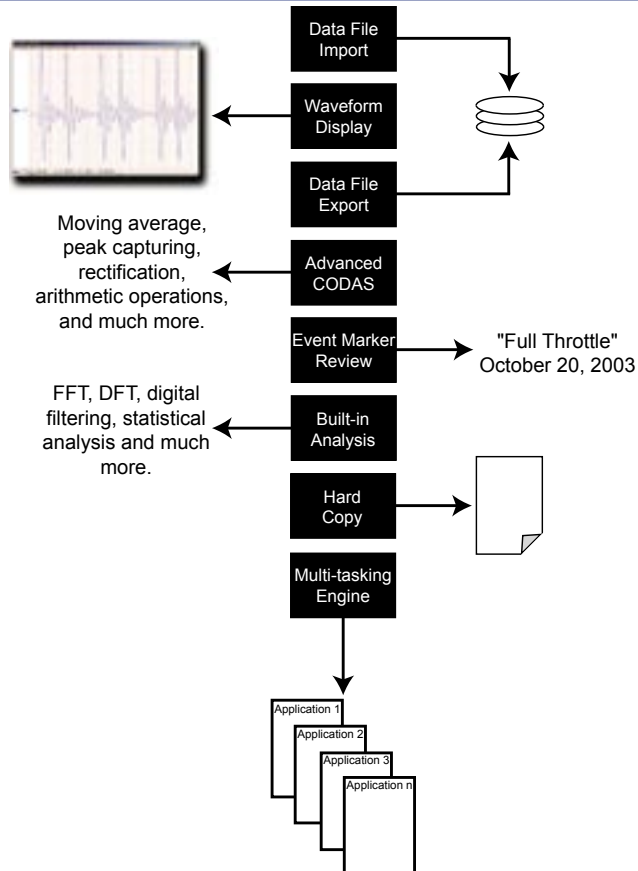 Data File
Import
Waveform
Display
Data File
Export
Moving average,
peak capturing,
rectification,
arithmetic operations,
and much more.
Advanced
CODAS
Event Marker
Review
"Full Throttle"
October 20, 2003
FFT, DFT, digital
filtering, statistical
analysis and much
more.
Built-in
Analysis
Hard
Copy
Multi-tasking
Engine
Application 1
Application 2
Application 3
Application n